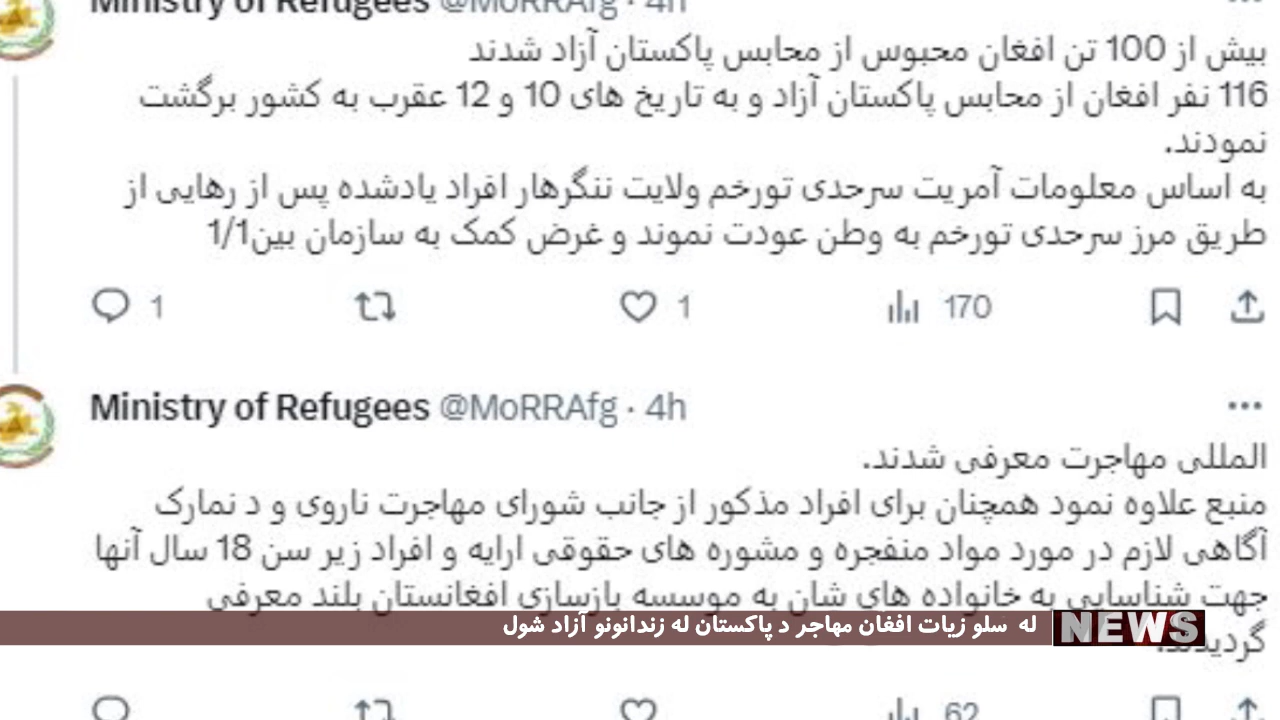 Ministry of Refugees @MoRRAfg · 4h
بیش از 100 تن افغان محبوس از محابس پاکستان آزاد شدند
116 نفر افغان از محابس پاکستان آزاد و به تاریخ های 10 و 12 عقرب به کشور برگشت
نمودند.
به اساس معلومات آمریت سرحدی تورخم ولایت ننگرهار افراد یادشده پس از رهایی از
طریق مرز سرحدی تورخم به وطن عودت نموند و غرض کمک به سازمان بین1/1
1 1 170
Ministry of Refugees @MoRRAfg · 4h
المللی مهاجرت معرفی شدند.
منبع علاوه نمود همچنان برای افراد مذکور از جانب شورای مهاجرت ناروی و د نمارک
آگاهی لازم در مورد مواد منفجره و مشوره های حقوقی ارایه و افراد زیر سن 18 سال آنها
جهت شناسایی به خانواده های شان به موسسه بازسازی افغانستان بلند معرفی
گردیدند.
له سلو زیات افغان مهاجر د پاکستان له زندانونو آزاد شول
NEWS
62